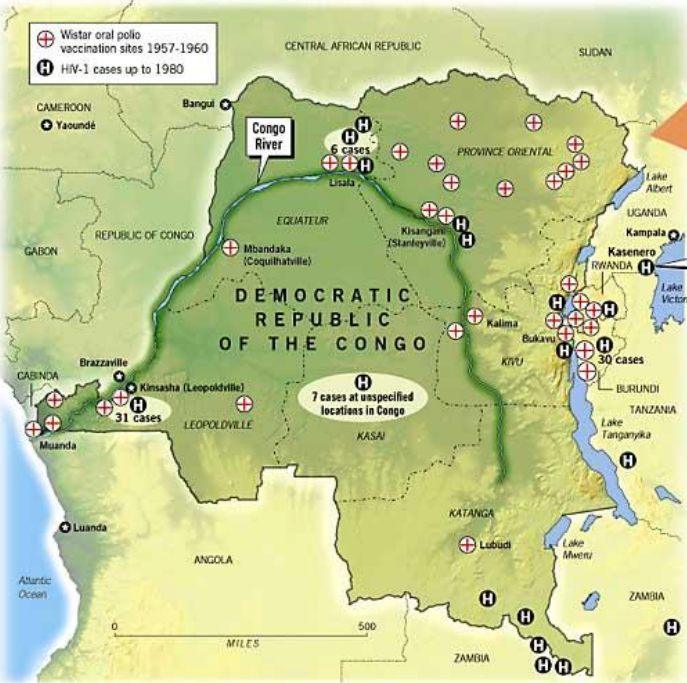 Wistar oral polio
vaccination sites 1957-1960
H HIV-1 cases up to 1980
CENTRAL AFRICAN REPUBLIC
SUDAN
CAMEROON
Yaoundé
Bangui
Congo
River
H
H
6 cases
H
Lisala
PROVINCE ORIENTAL
Lake
Albert
UGANDA
Kampala
Kasenero
H
RWANDA
Lake
Victor
EQUATEUR
REPUBLIC OF CONGO
GABON
Kisangani
(Stanleyville)
H
H
Mbandaka
(Coquilhatville)
DEMOCRATIC
REPUBLIC
OF THE CONGO
Kalima
H
H
Bukavu
H
H
30 cases
KIVU
BURUNDI
TANZANIA
Brazzaville
CABINDA
Kinsasha (Leopoldville)
H
31 cases
Muanda
LEOPOLDVILLE
H
7 cases at unspecified
locations in Congo
KASAI
Lake
Tanganyika
H
Luanda
KATANGA
Lubudi
Lake
Mweru
ANGOLA
Atlantic
Ocean
ZAMBIA
H
H
H
H
H
H
0 500
MILES
ZAMBIA